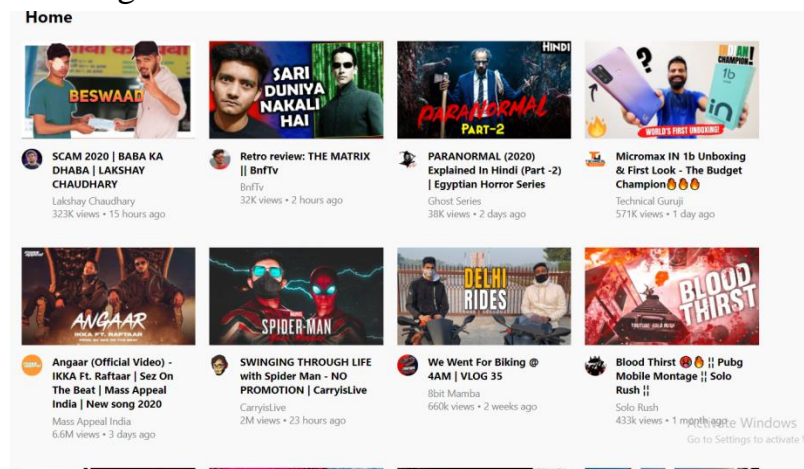 Home
बाबा का ढाबा
BESWAAD
SARI
DUNIYA
NAKALI
HAI
HINDI
PARANORMAL
PART-2
?
INDIAN
CHAMPION!
1b
in
WORLD'S FIRST UNBOXING!
SCAM 2020 | BABA KA
DHABA | LAKSHAY
CHAUDHARY
Lakshay Chaudhary
323K views • 15 hours ago
Retro review: THE MATRIX
|| BnfTv
BnfTv
32K views • 2 hours ago
PARANORMAL (2020)
Explained In Hindi (Part -2)
| Egyptian Horror Series
Ghost Series
38K views • 2 days ago
Micromax IN 1b Unboxing
& First Look - The Budget
Champion🔥🔥🔥
Technical Guruji
571K views • 1 day ago
ANGAAR
IKKA FT. RAFTAAR
MARVEL
SPIDER-MAN
DELHI
RIDES
BLOOD
THIRST
Angaar (Official Video) -
IKKA Ft. Raftaar | Sez On
The Beat | Mass Appeal
India | New song 2020
Mass Appeal India
6.6M views • 3 days ago
SWINGING THROUGH LIFE
with Spider Man - NO
PROMOTION | CarryisLive
CarryisLive
2M views • 23 hours ago
We Went For Biking @
4AM | VLOG 35
8bit Mamba
660k views • 2 weeks ago
Blood Thirst 😡🔥 ¦¦ Pubg
Mobile Montage ¦¦ Solo
Rush ¦¦
Solo Rush
433k views • 1 month ago
Activate Windows
Go to Settings to activate